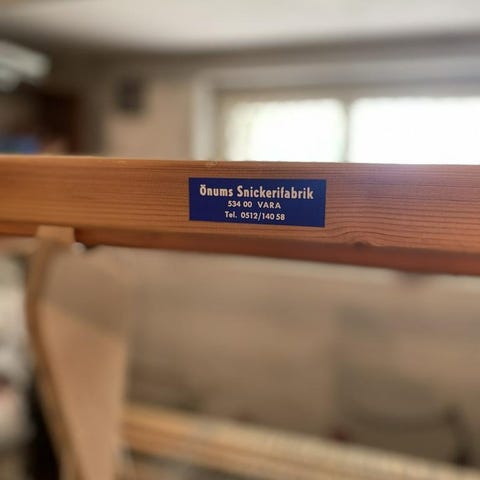 Önums Snickerifabrik
534 00 VARA
Tel. 0512/140 58